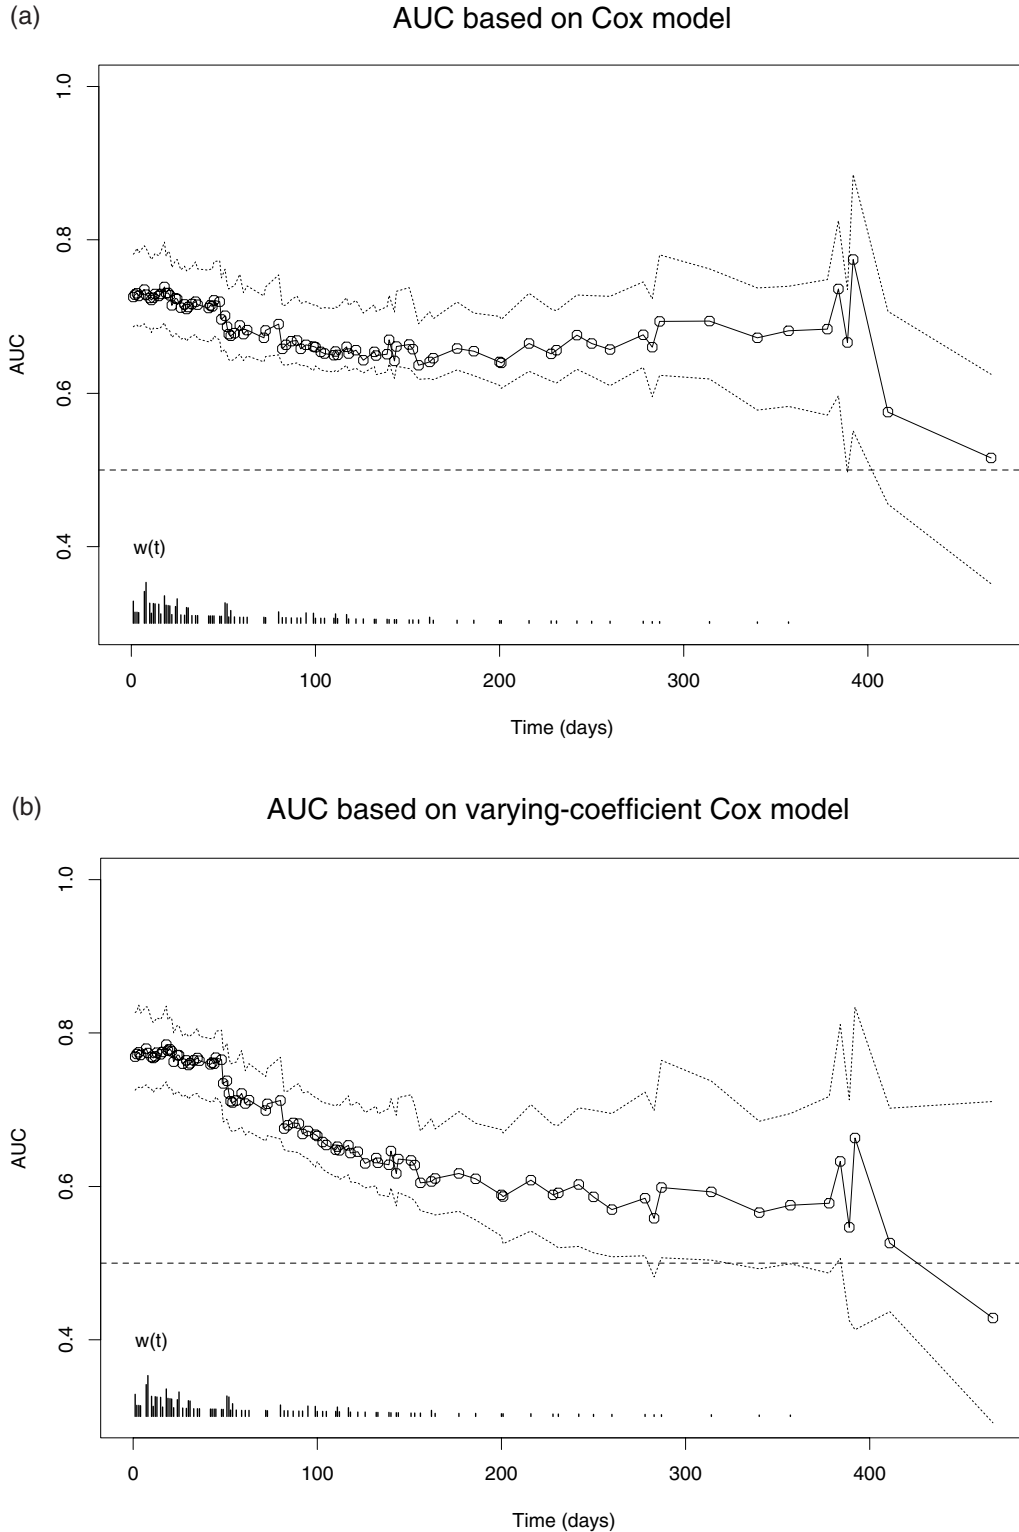 (a)
AUC based on Cox model
1.0
0.8
0.6
0.4
AUC
w(t)
0 100 200 300 400
Time (days)
(b)
AUC based on varying-coefficient Cox model
1.0
0.8
0.6
0.4
AUC
w(t)
0 100 200 300 400
Time (days)